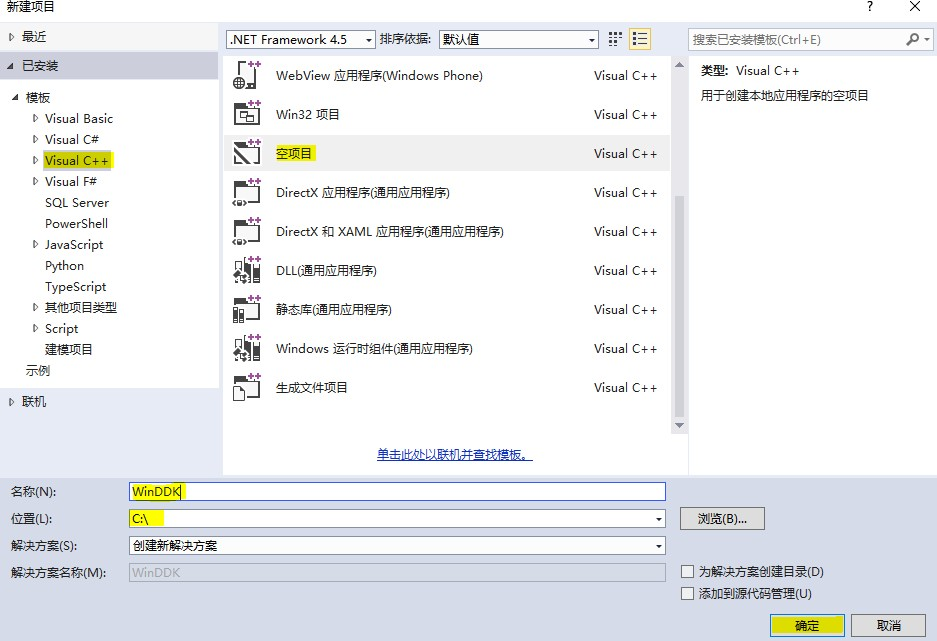 新建项目
?
最近
.NET Framework 4.5
排序依据:
默认值
搜索已安装模板(Ctrl+E)
已安装
模板
Visual Basic
Visual C#
Visual C++
Visual F#
SQL Server
PowerShell
JavaScript
Python
TypeScript
其他项目类型
Script
建模项目
示例
联机
WebView 应用程序(Windows Phone) Visual C++
Win32 项目 Visual C++
空项目 Visual C++
DirectX 应用程序(通用应用程序) Visual C++
DirectX 和 XAML 应用程序(通用应用程序) Visual C++
DLL(通用应用程序) Visual C++
静态库(通用应用程序) Visual C++
Windows 运行时组件(通用应用程序) Visual C++
生成文件项目 Visual C++
单击此处以联机并查找模板。
类型: Visual C++
用于创建本地应用程序的空项目
名称(N): WinDDK
位置(L): C:\ 浏览(B)...
解决方案(S): 创建新解决方案
解决方案名称(M): WinDDK
为解决方案创建目录(D)
添加到源代码管理(U)
确定 取消